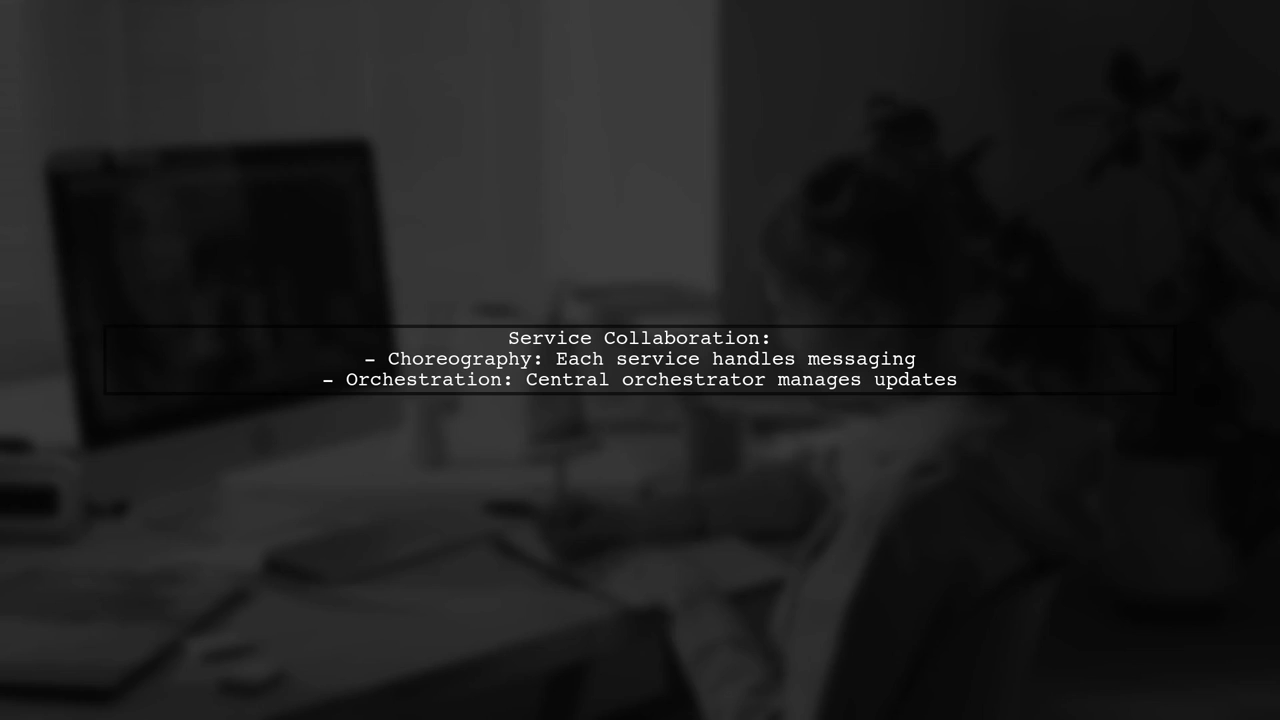 Service Collaboration:
- Choreography: Each service handles messaging
- Orchestration: Central orchestrator manages updates